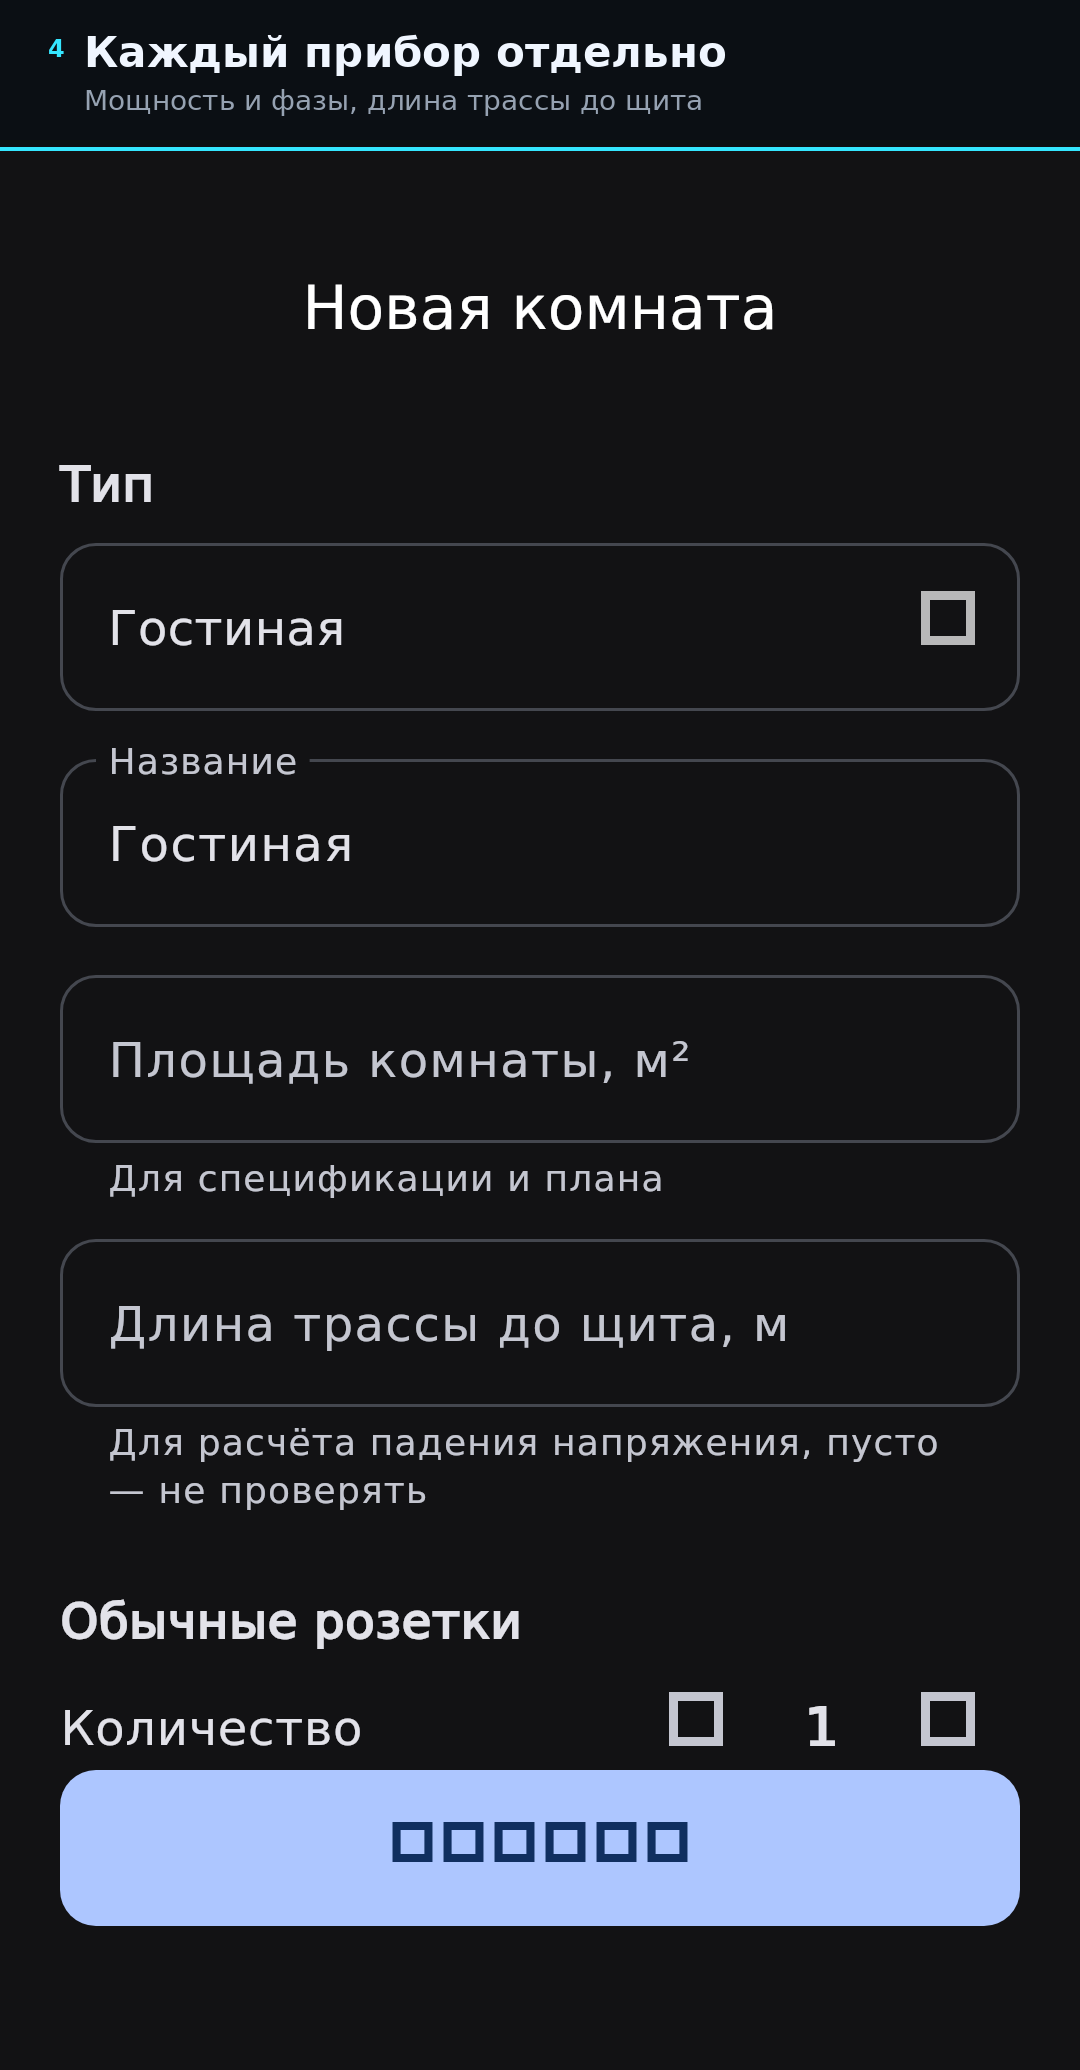 4 Каждый прибор отдельно
Мощность и фазы, длина трассы до щита
Новая комната
Тип
Гостиная
Название
Гостиная
Площадь комнаты, м²
Для спецификации и плана
Длина трассы до щита, м
Для расчёта падения напряжения, пусто
— не проверять
Обычные розетки
Количество 1